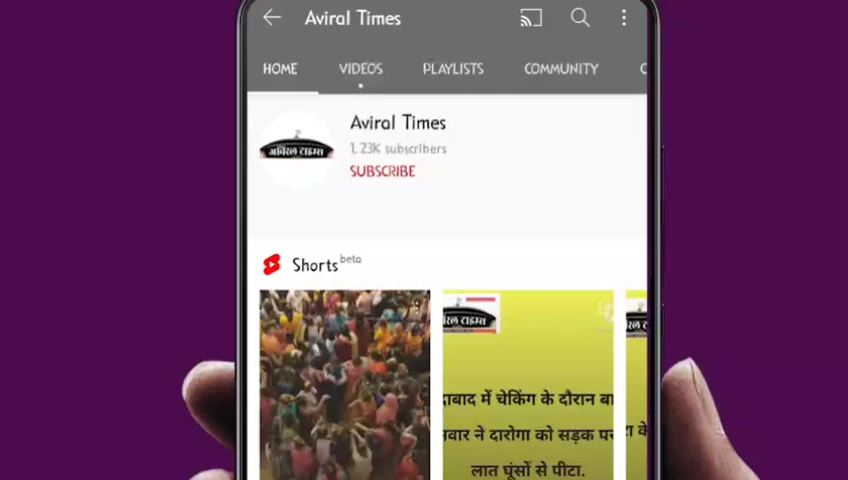 Aviral Times
HOME VIDEOS PLAYLISTS COMMUNITY C
Aviral Times
अविरल टाइम्स
1.23K subscribers
SUBSCRIBE
Shorts beta
रल टाइम्स
दाबाद में चेकिंग के दौरान बा
वार ने दारोगा को सड़क पर
लात घूंसों से पीटा.